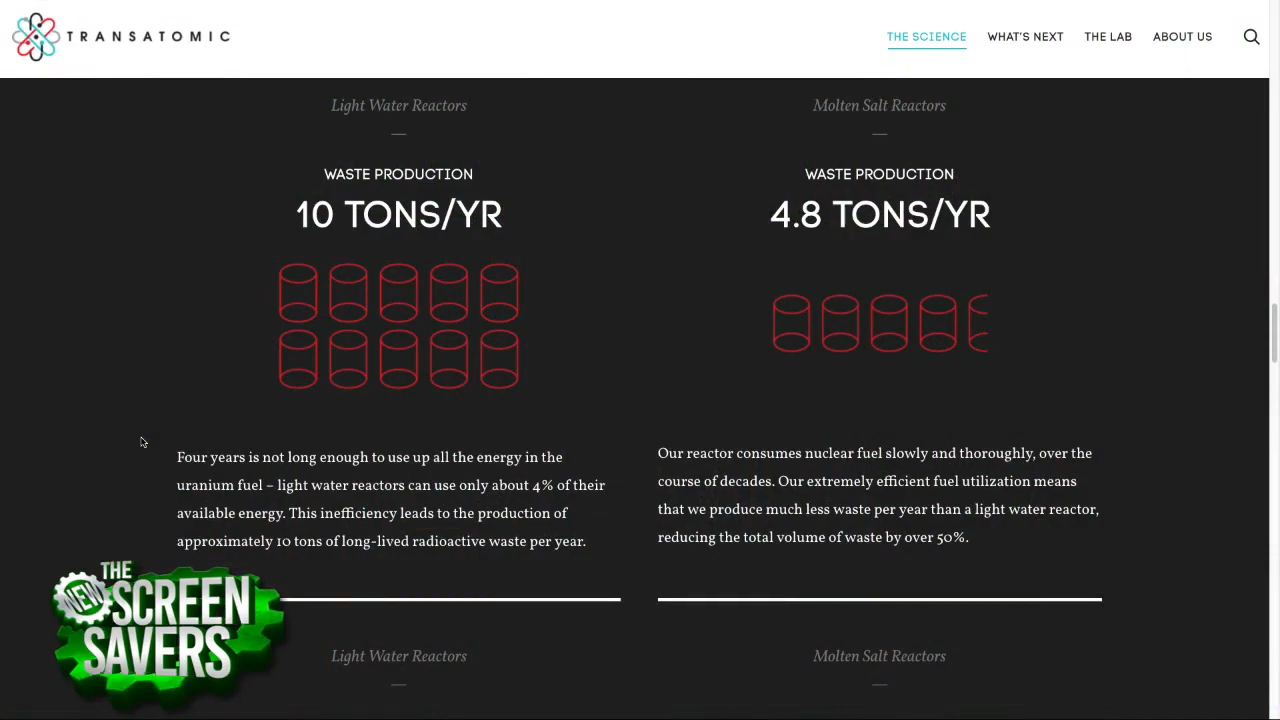 TRANSATOMIC
THE SCIENCE
WHAT'S NEXT
THE LAB
ABOUT US
Light Water Reactors
—
WASTE PRODUCTION
10 TONS/YR
Four years is not long enough to use up all the energy in the
uranium fuel – light water reactors can use only about 4% of their
available energy. This inefficiency leads to the production of
approximately 10 tons of long-lived radioactive waste per year.
Molten Salt Reactors
—
WASTE PRODUCTION
4.8 TONS/YR
Our reactor consumes nuclear fuel slowly and thoroughly, over the
course of decades. Our extremely efficient fuel utilization means
that we produce much less waste per year than a light water reactor,
reducing the total volume of waste by over 50%.
Light Water Reactors
—
Molten Salt Reactors
—
THE
NEW
SCREEN
SAVERS